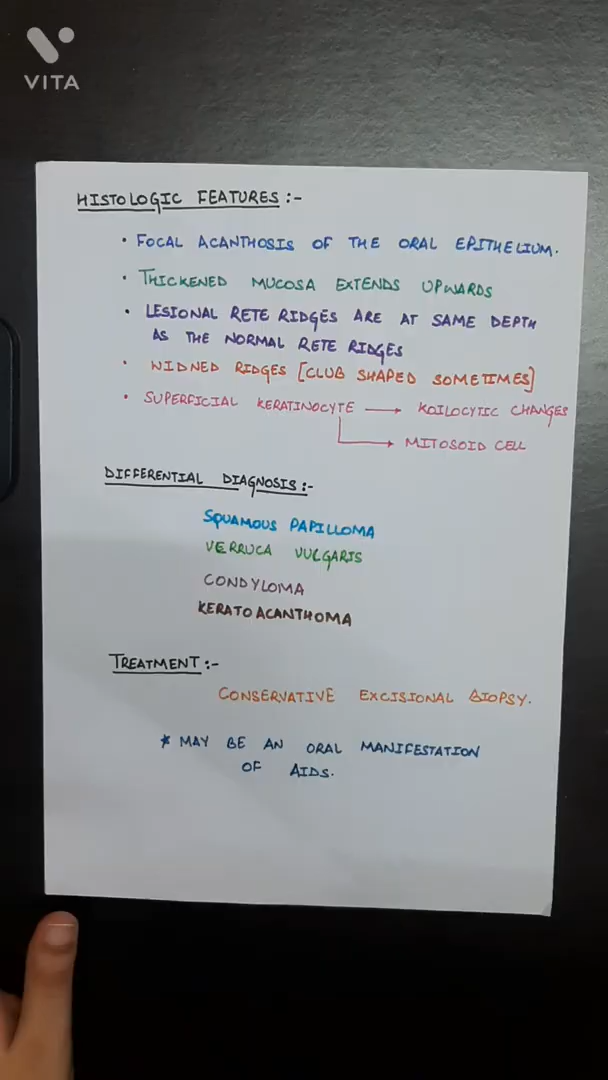 VITA
HISTOLOGIC FEATURES :-
• FOCAL ACANTHOSIS OF THE ORAL EPITHELIUM.
• THICKENED MUCOSA EXTENDS UPWARDS
• LESIONAL RETE RIDGES ARE AT SAME DEPTH
AS THE NORMAL RETE RIDGES
• WIDNED RIDGES [CLUB SHAPED SOMETIMES]
• SUPERFICIAL KERATINOCYTE → KOILOCYTIC CHANGES
→ MITOSOID CELL
DIFFERENTIAL DIAGNOSIS :-
SQUAMOUS PAPILLOMA
VERRUCA VULGARIS
CONDYLOMA
KERATOACANTHOMA
TREATMENT :-
CONSERVATIVE EXCISIONAL BIOPSY.
* MAY BE AN ORAL MANIFESTATION
OF AIDS.